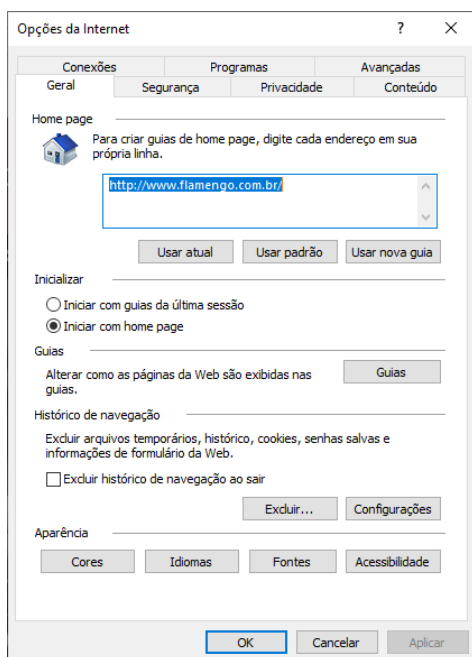 Opções da Internet
? X
Conexões Programas Avançadas
Geral Segurança Privacidade Conteúdo
Home page
Para criar guias de home page, digite cada endereço em sua
própria linha.
http://www.flamengo.com.br/
Usar atual Usar padrão Usar nova guia
Inicializar
Iniciar com guias da última sessão
Iniciar com home page
Guias
Alterar como as páginas da Web são exibidas nas
guias.
Guias
Histórico de navegação
Excluir arquivos temporários, histórico, cookies, senhas salvas e
informações de formulário da Web.
Excluir histórico de navegação ao sair
Excluir... Configurações
Aparência
Cores Idiomas Fontes Acessibilidade
OK Cancelar Aplicar